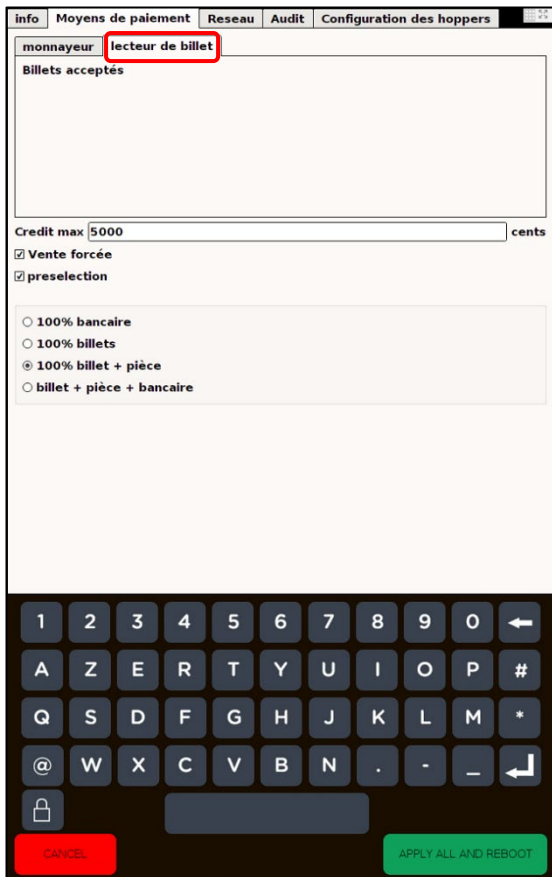 info Moyens de paiement Reseau Audit Configuration des hoppers
monnayeur lecteur de billet
Billets acceptés
Credit max 5000 cents
Vente forcée
preselection
100% bancaire
100% billets
100% billet + pièce
billet + pièce + bancaire
1 2 3 4 5 6 7 8 9 0
A Z E R T Y U I O P #
Q S D F G H J K L M *
@ W X C V B N . - _
CANCEL APPLY ALL AND REBOOT